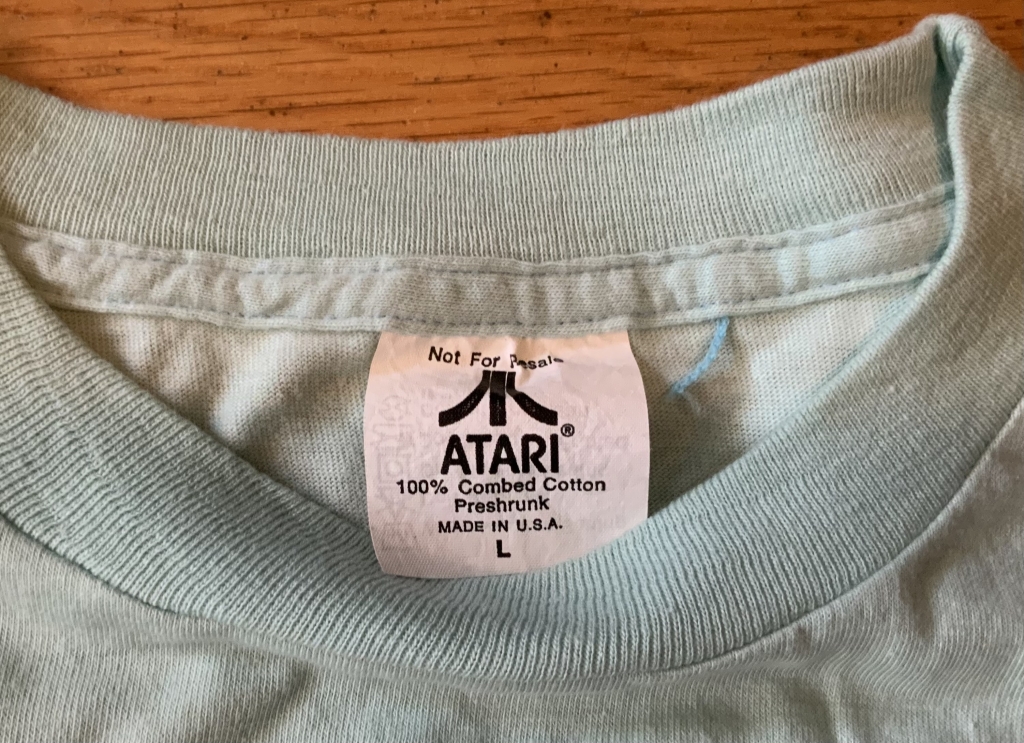 Not For Resale
ATARI®
100% Combed Cotton
Preshrunk
MADE IN U.S.A.
L